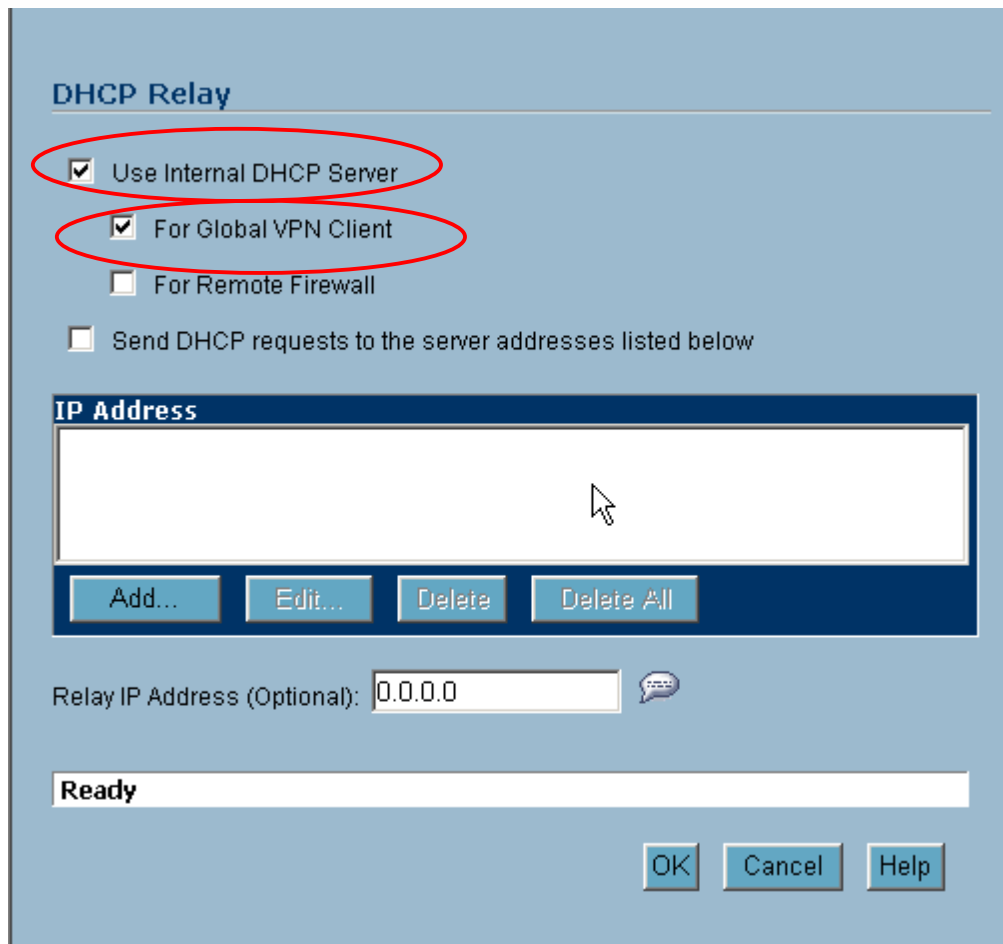 DHCP Relay
Use Internal DHCP Server
For Global VPN Client
For Remote Firewall
Send DHCP requests to the server addresses listed below
IP Address
Add... Edit... Delete Delete All
Relay IP Address (Optional): 0.0.0.0
Ready
OK Cancel Help